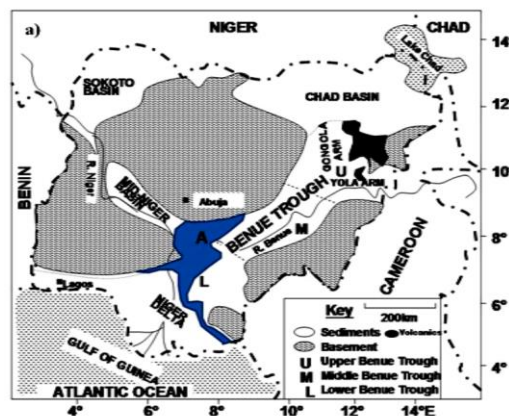 a)
NIGER
CHAD
14
Lake Chad
SOKOTO
BASIN
CHAD BASIN
12
GONGOLA
ARM
R. Niger
MID-NIGER
BASIN
BENIN
Abuja
U
YOLA ARM
10
BENUE TROUGH
A
R. Benue
M
8
CAMEROON
Lagos
L
6°
NIGER
DELTA
GULF OF GUINEA
ATLANTIC OCEAN
4°
Key
200km
Sediments
Volcanics
Basement
U Upper Benue Trough
M Middle Benue Trough
L Lower Benue Trough
4° 6° 8° 10° 12° 14°E